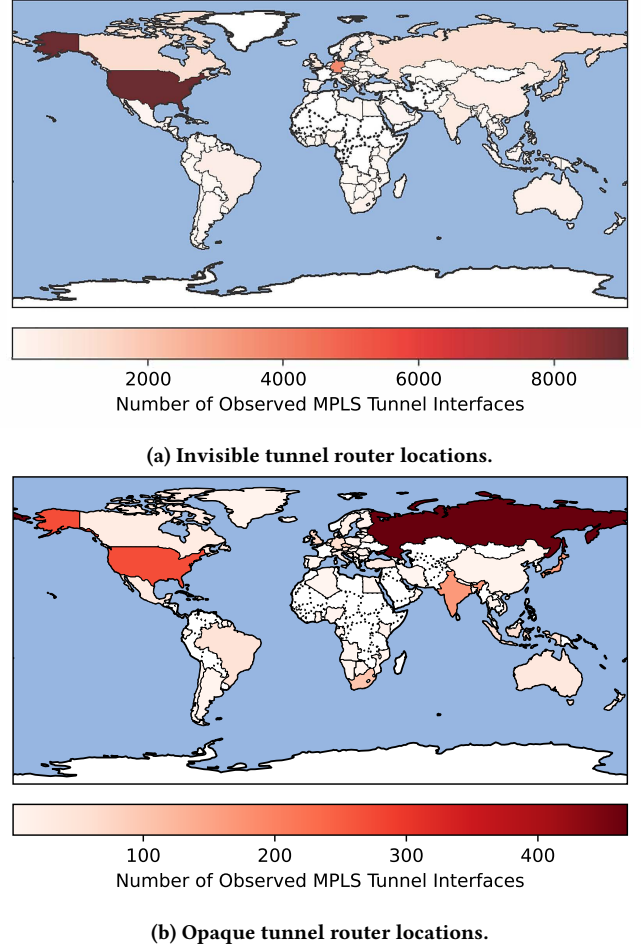 2000 4000 6000 8000
Number of Observed MPLS Tunnel Interfaces
(a) Invisible tunnel router locations.
100 200 300 400
Number of Observed MPLS Tunnel Interfaces
(b) Opaque tunnel router locations.